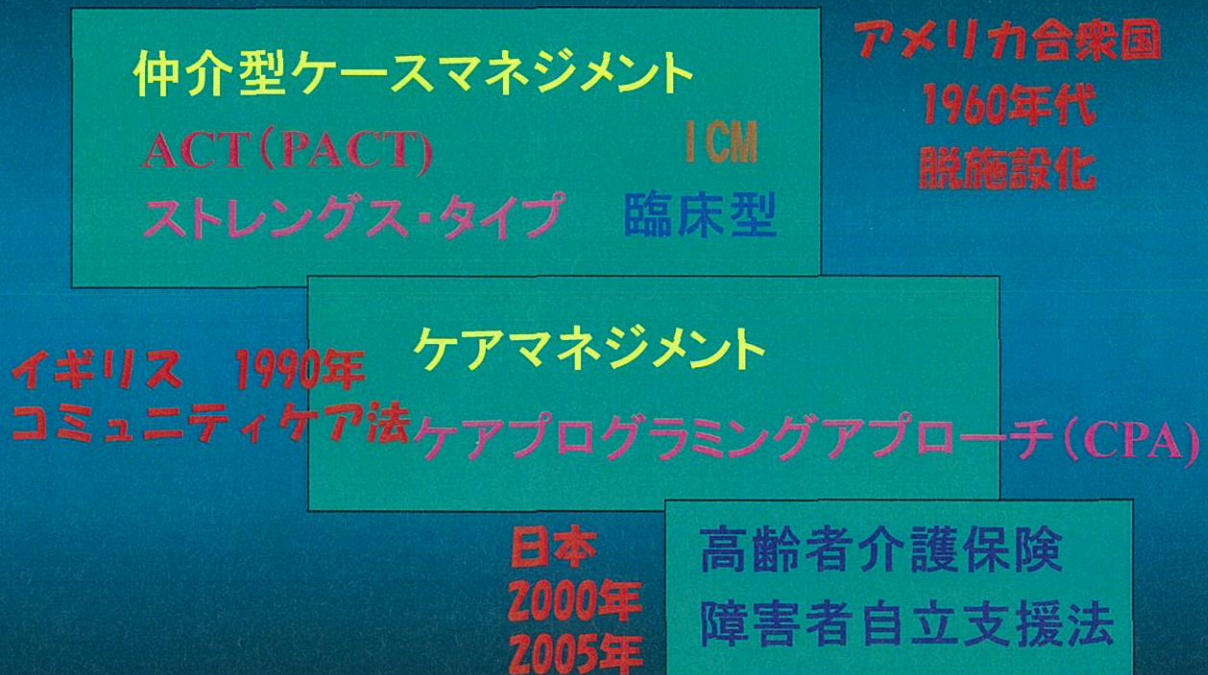 仲介型ケースマネジメント
ACT(PACT) ICM
ストレングス・タイプ 臨床型
アメリカ合衆国
1960年代
脱施設化
ケアマネジメント
ケアプログラミングアプローチ(CPA)
イギリス 1990年
コミュニティケア法
日本
2000年
2005年
高齢者介護保険
障害者自立支援法